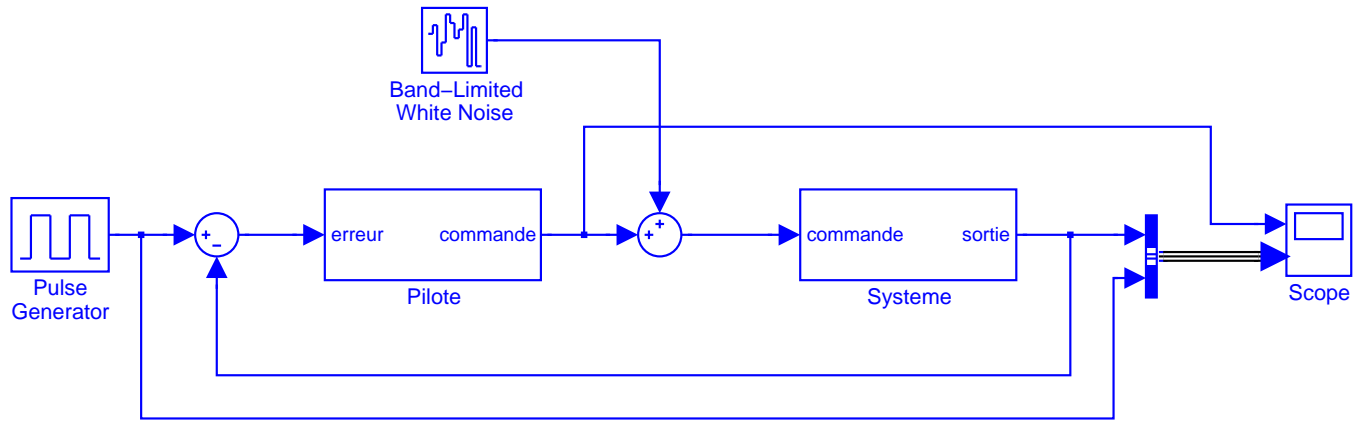 Band−Limited
White Noise
erreur
commande
commande
sortie
Pulse
Generator
Pilote
Systeme
Scope